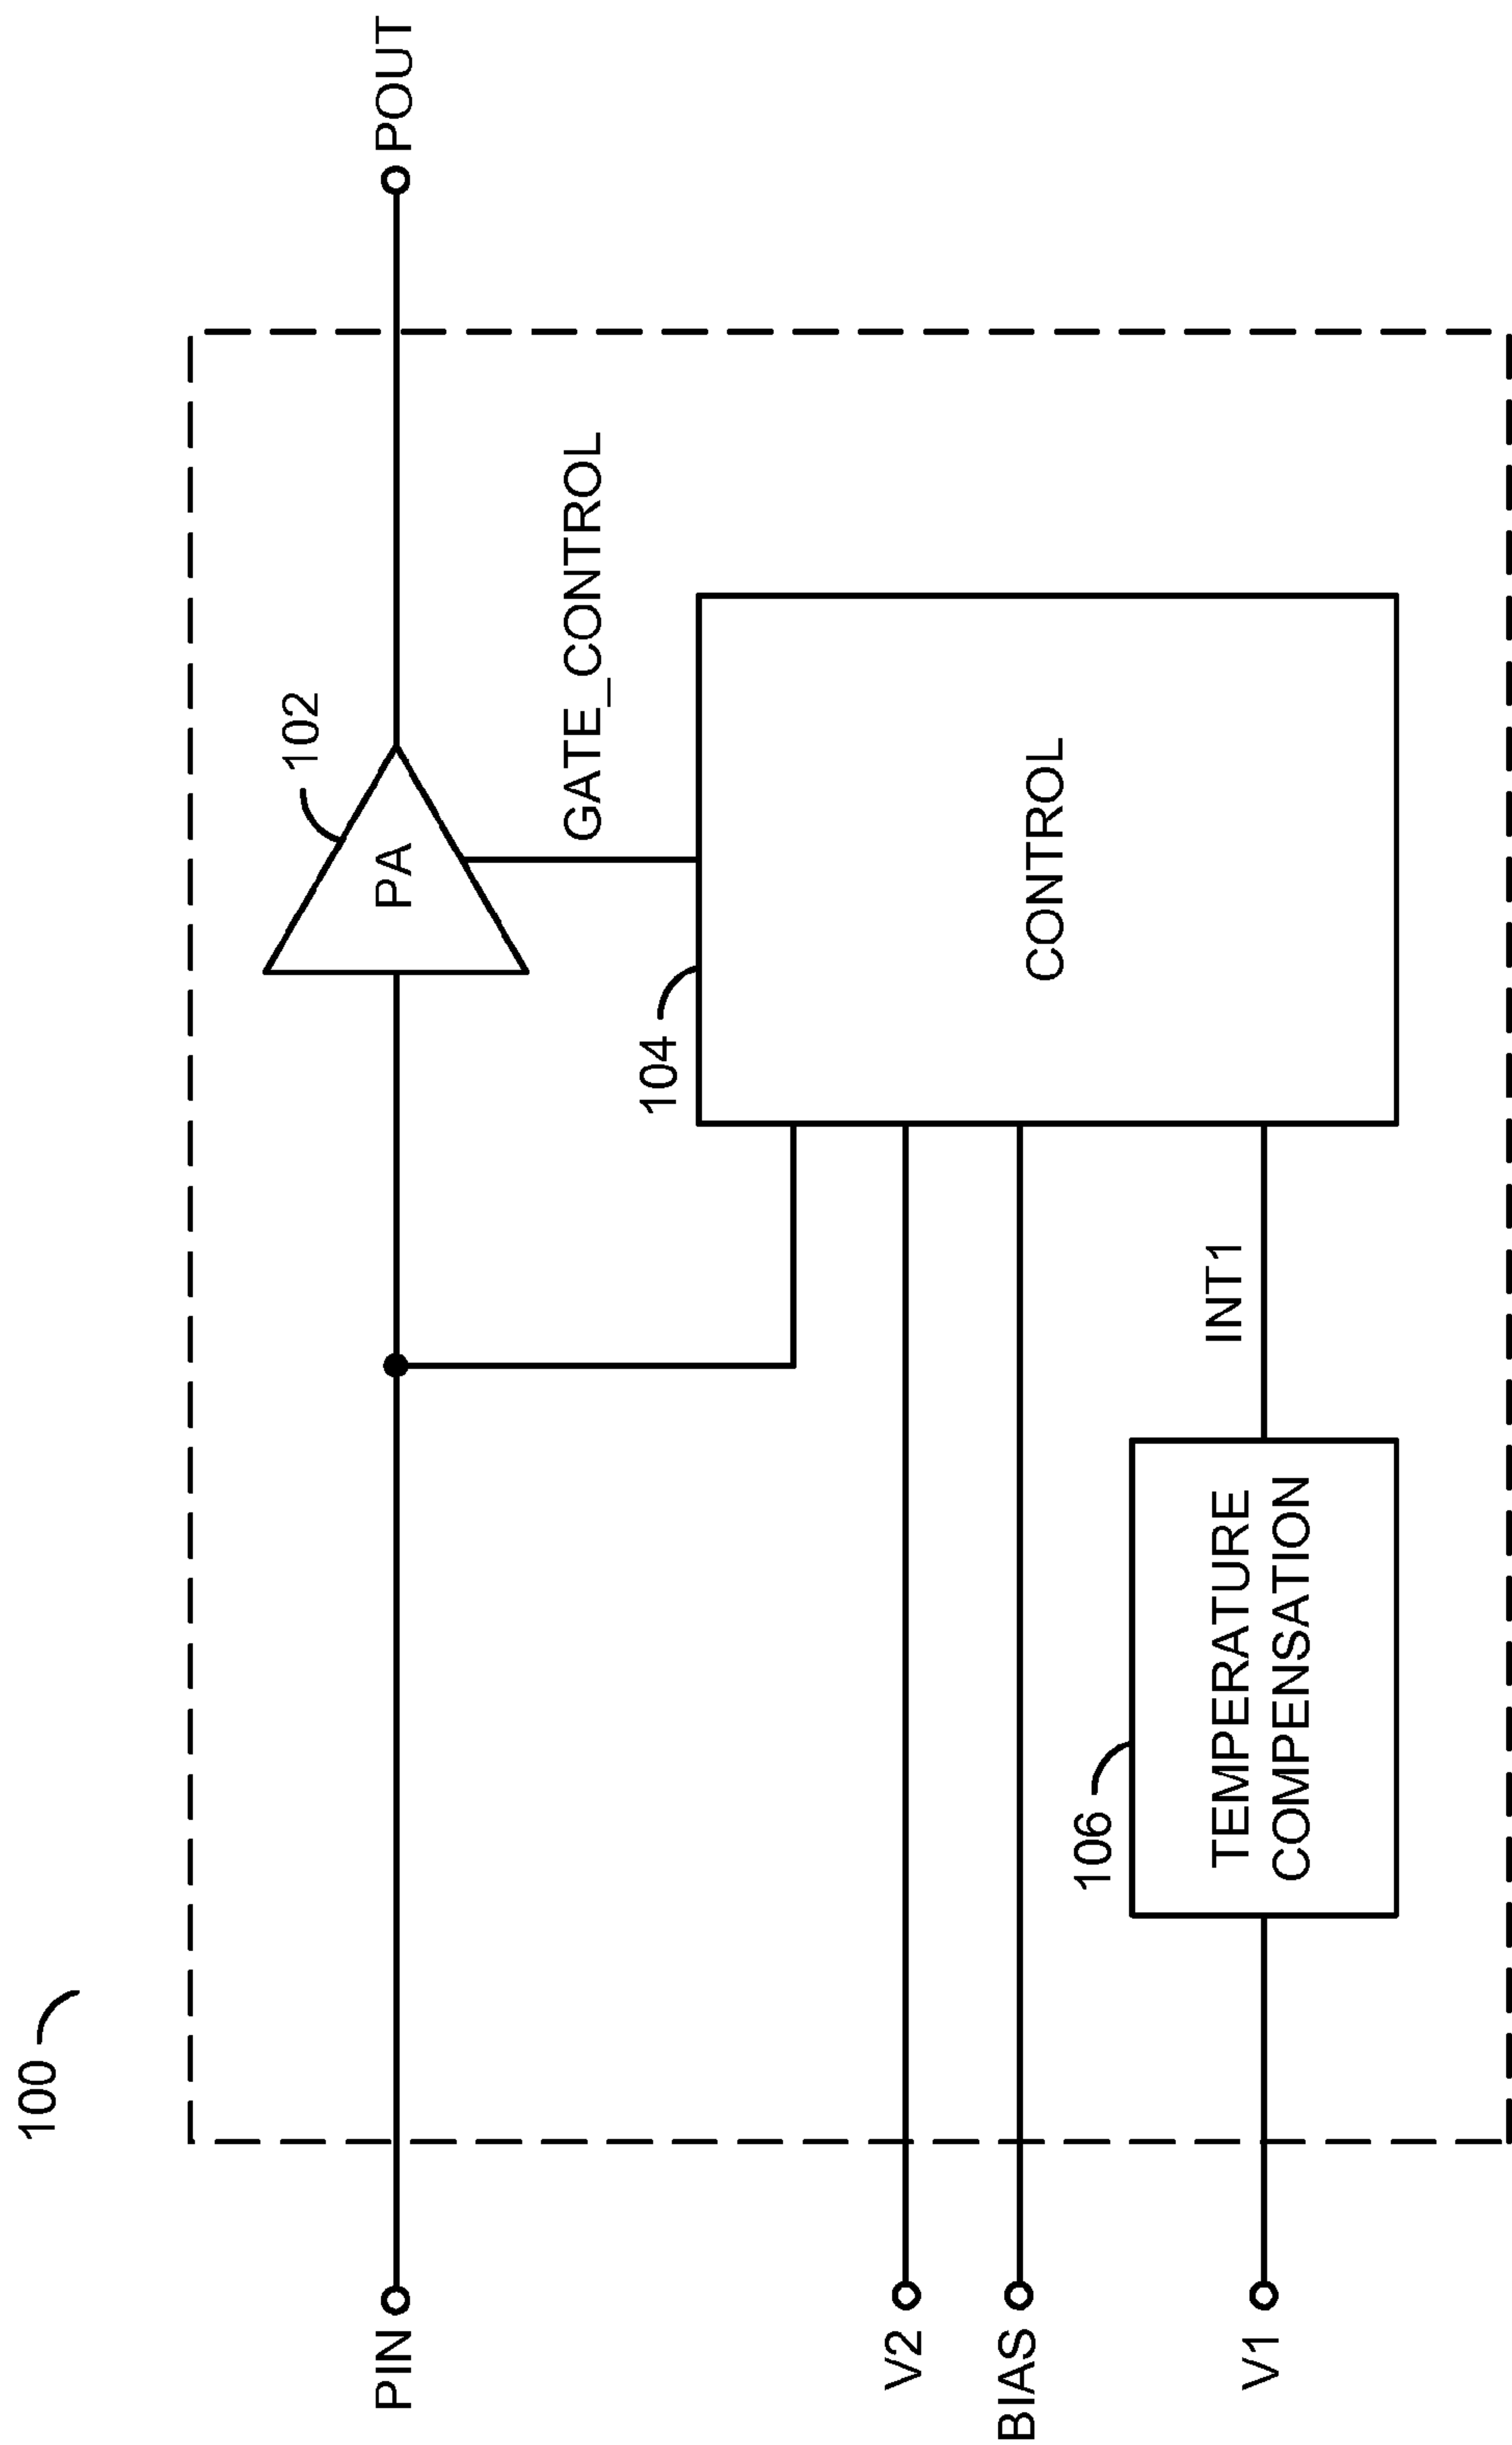 100
PIN
POUT
102
PA
GATE_CONTROL
104
CONTROL
V2
BIAS
INT1
106
TEMPERATURE
COMPENSATION
V1